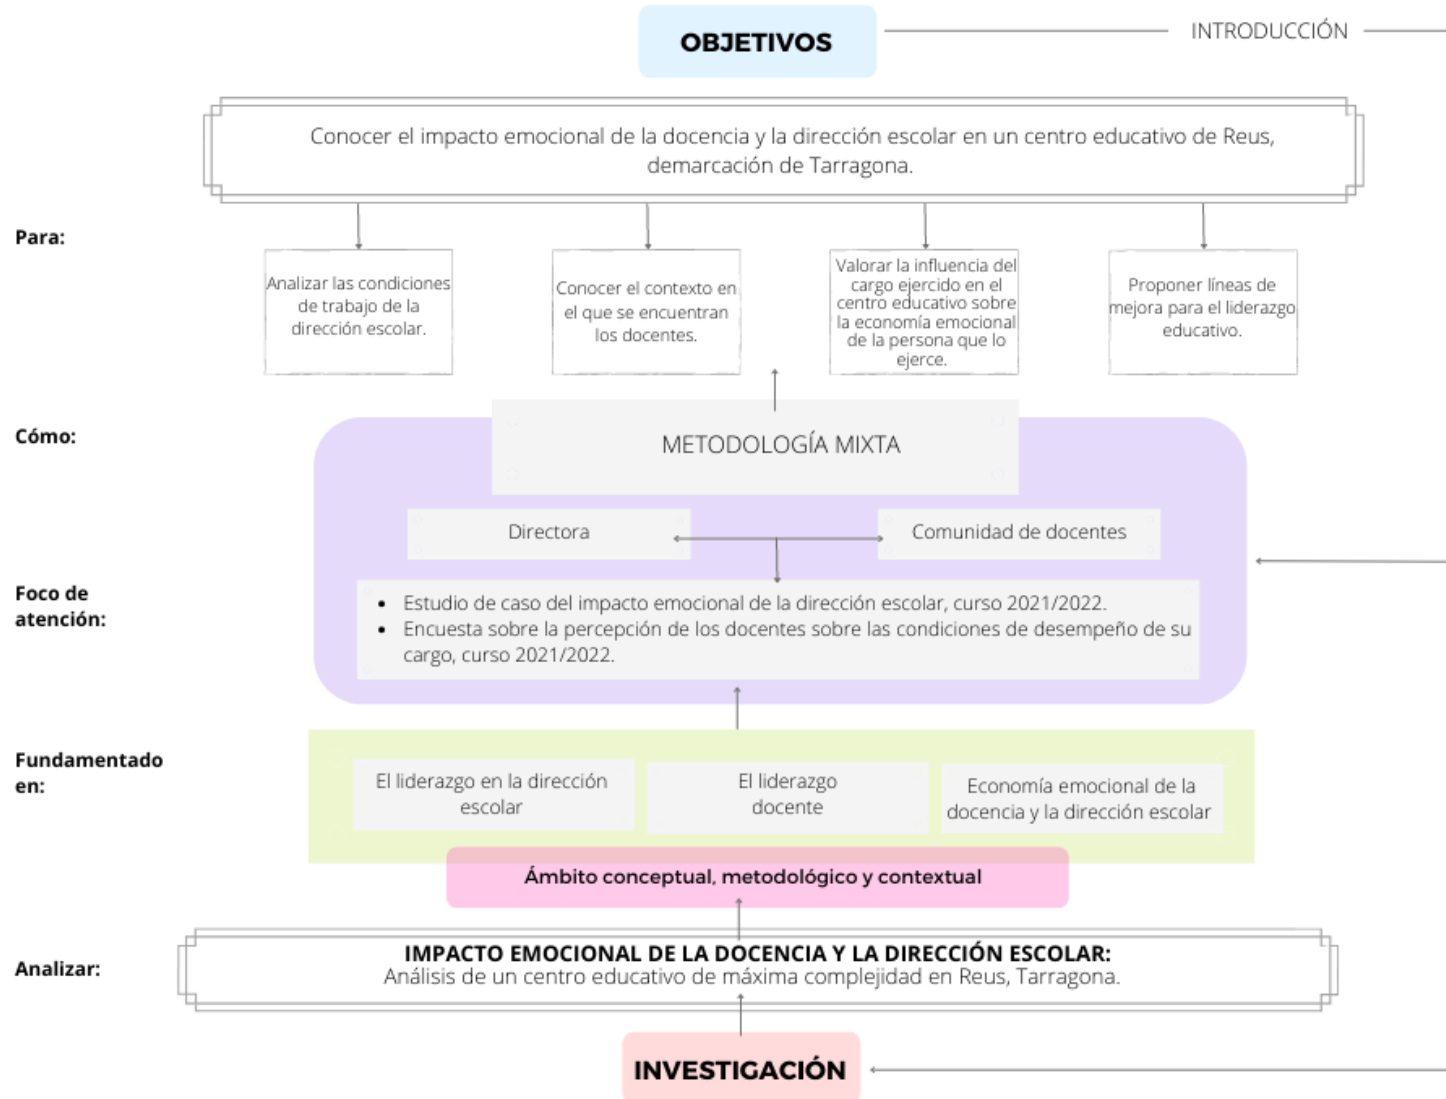 OBJETIVOS
INTRODUCCIÓN
Conocer el impacto emocional de la docencia y la dirección escolar en un centro educativo de Reus,
demarcación de Tarragona.
Para:
Analizar las condiciones
de trabajo de la
dirección escolar.
Conocer el contexto en
el que se encuentran
los docentes.
Valorar la influencia del
cargo ejercido en el
centro educativo sobre
la economía emocional
de la persona que lo
ejerce.
Proponer líneas de
mejora para el liderazgo
educativo.
Cómo:
METODOLOGÍA MIXTA
Directora
Comunidad de docentes
Foco de
atención:
• Estudio de caso del impacto emocional de la dirección escolar, curso 2021/2022.
• Encuesta sobre la percepción de los docentes sobre las condiciones de desempeño de su
cargo, curso 2021/2022.
Fundamentado
en:
El liderazgo en la dirección
escolar
El liderazgo
docente
Economía emocional de la
docencia y la dirección escolar
Ámbito conceptual, metodológico y contextual
Analizar:
IMPACTO EMOCIONAL DE LA DOCENCIA Y LA DIRECCIÓN ESCOLAR:
Análisis de un centro educativo de máxima complejidad en Reus, Tarragona.
INVESTIGACIÓN